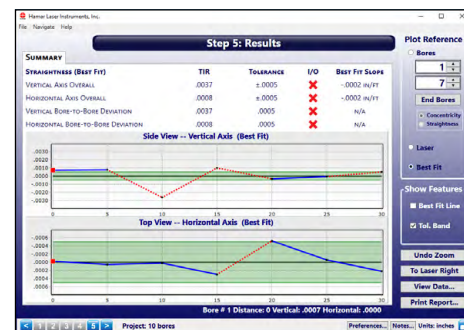 Hamar Laser Instruments, Inc.
File Navigate Help
Step 5: Results
Plot Reference
Bores
1
7
End Bores
Concentricity
Straightness
Laser
Best Fit
Show Features
Best Fit Line
Tol. Band
Undo Zoom
To Laser Right
View Data...
Print Report...
Summary
Straightness (Best Fit) TIR Tolerance I/O Best Fit Slope
Vertical Axis Overall .0037 ±.0005 -.0002 in/ft
Horizontal Axis Overall .0008 ±.0005 -.0002 in/ft
Vertical Bore-to-Bore Deviation .0037 .0005 N/A
Horizontal Bore-to-Bore Deviation .0008 .0005 N/A
Side View -- Vertical Axis (Best Fit)
.0030
.0020
.0010
.0000
.0010
.0020
.0030
0 5 10 15 20 25 30
Top View -- Horizontal Axis (Best Fit)
.0006
.0004
.0002
.0000
.0002
.0004
.0006
0 5 10 15 20 25 30
Bore # 1 Distance: 0 Vertical: .0007 Horizontal: .0000
< 1 2 3 4 5 > Project: 10 bores Preferences... Notes... Units: inches